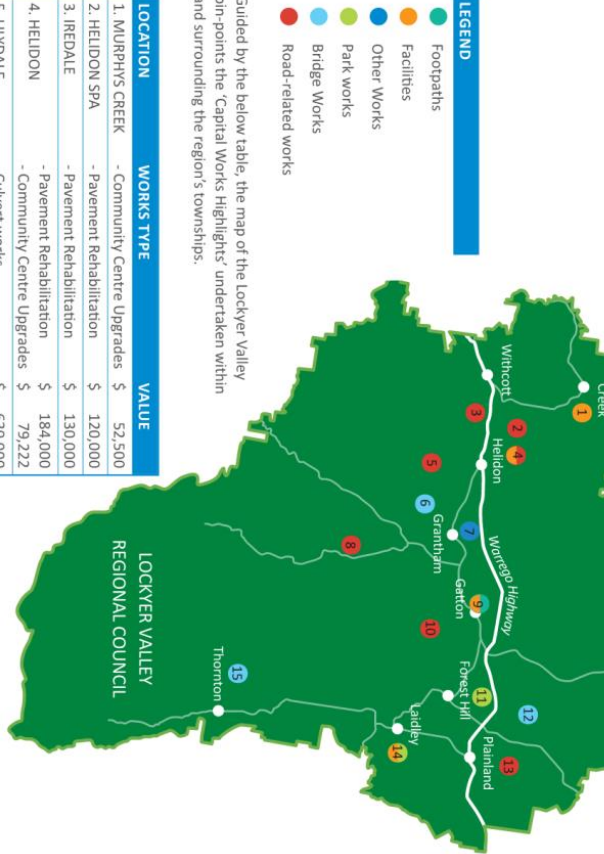 LEGEND
Footpaths
Facilities
Other Works
Park works
Bridge Works
Road-related works
Guided by the below table, the map of the Lockyer Valley
pin-points the 'Capital Works Highlights' undertaken within
and surrounding the region's townships.
LOCATION WORKS TYPE VALUE
1. MURPHYS CREEK - Community Centre Upgrades $ 52,500
2. HELIDON SPA - Pavement Rehabilitation $ 120,000
3. IREDALE - Pavement Rehabilitation $ 130,000
4. HELIDON - Pavement Rehabilitation $ 184,000
- Community Centre Upgrades $ 79,222
5. LILYDALE - Culvert works $
Creek
1
Withcott
2
3
4
Helidon
5
6
Grantham
7
Warrego Highway
8
Gatton
9
10
Forest Hill
11
12
Plainland
13
Laidley
14
15
Thornton
LOCKYER VALLEY
REGIONAL COUNCIL